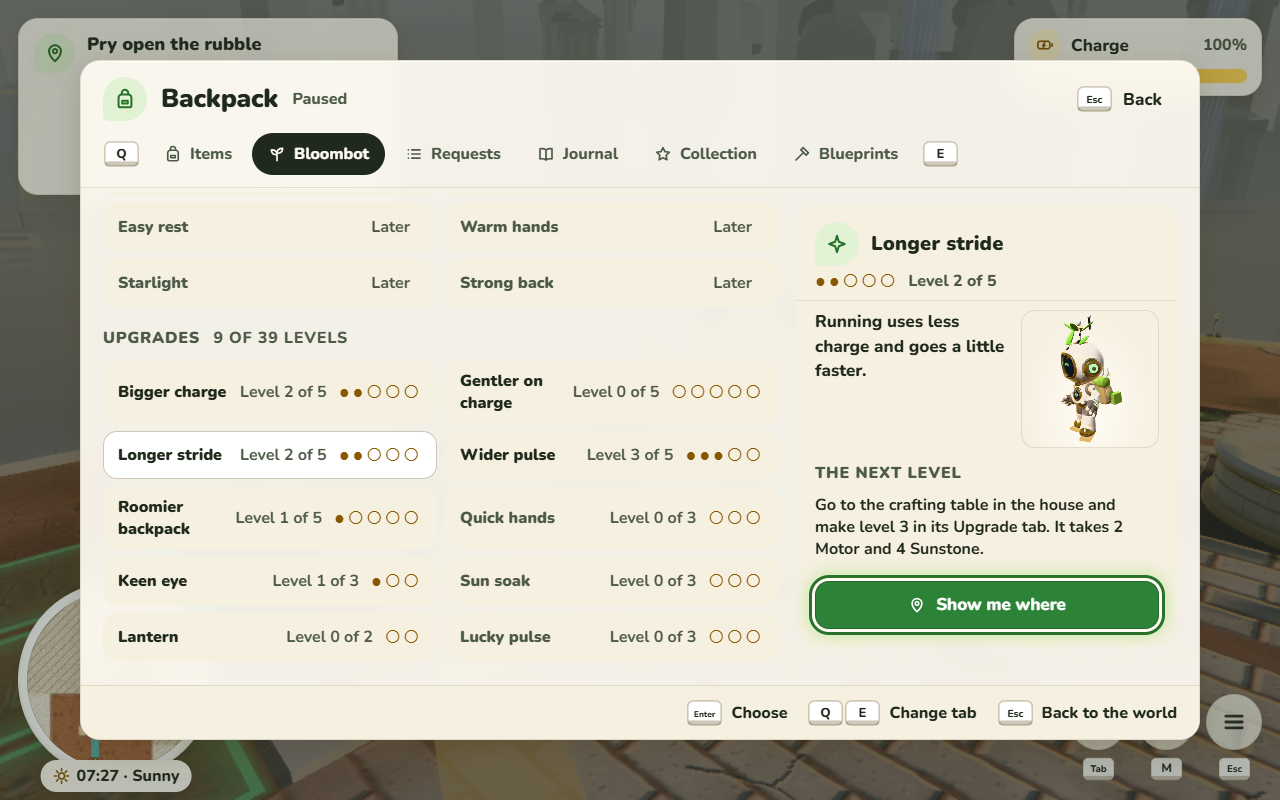 Pry open the rubble
Charge 100%
Backpack Paused
Esc Back
Q Items Bloombot Requests Journal Collection Blueprints E
Easy rest Later
Warm hands Later
Starlight Later
Strong back Later
UPGRADES 9 OF 39 LEVELS
Bigger charge Level 2 of 5
Gentler on
charge
Level 0 of 5
Longer stride Level 2 of 5
Wider pulse Level 3 of 5
Roomier
backpack
Level 1 of 5
Quick hands Level 0 of 3
Keen eye Level 1 of 3
Sun soak Level 0 of 3
Lantern Level 0 of 2
Lucky pulse Level 0 of 3
Longer stride
Level 2 of 5
Running uses less
charge and goes a little
faster.
THE NEXT LEVEL
Go to the crafting table in the house and
make level 3 in its Upgrade tab. It takes 2
Motor and 4 Sunstone.
Show me where
Enter Choose Q E Change tab Esc Back to the world
07:27 · Sunny
Tab M Esc